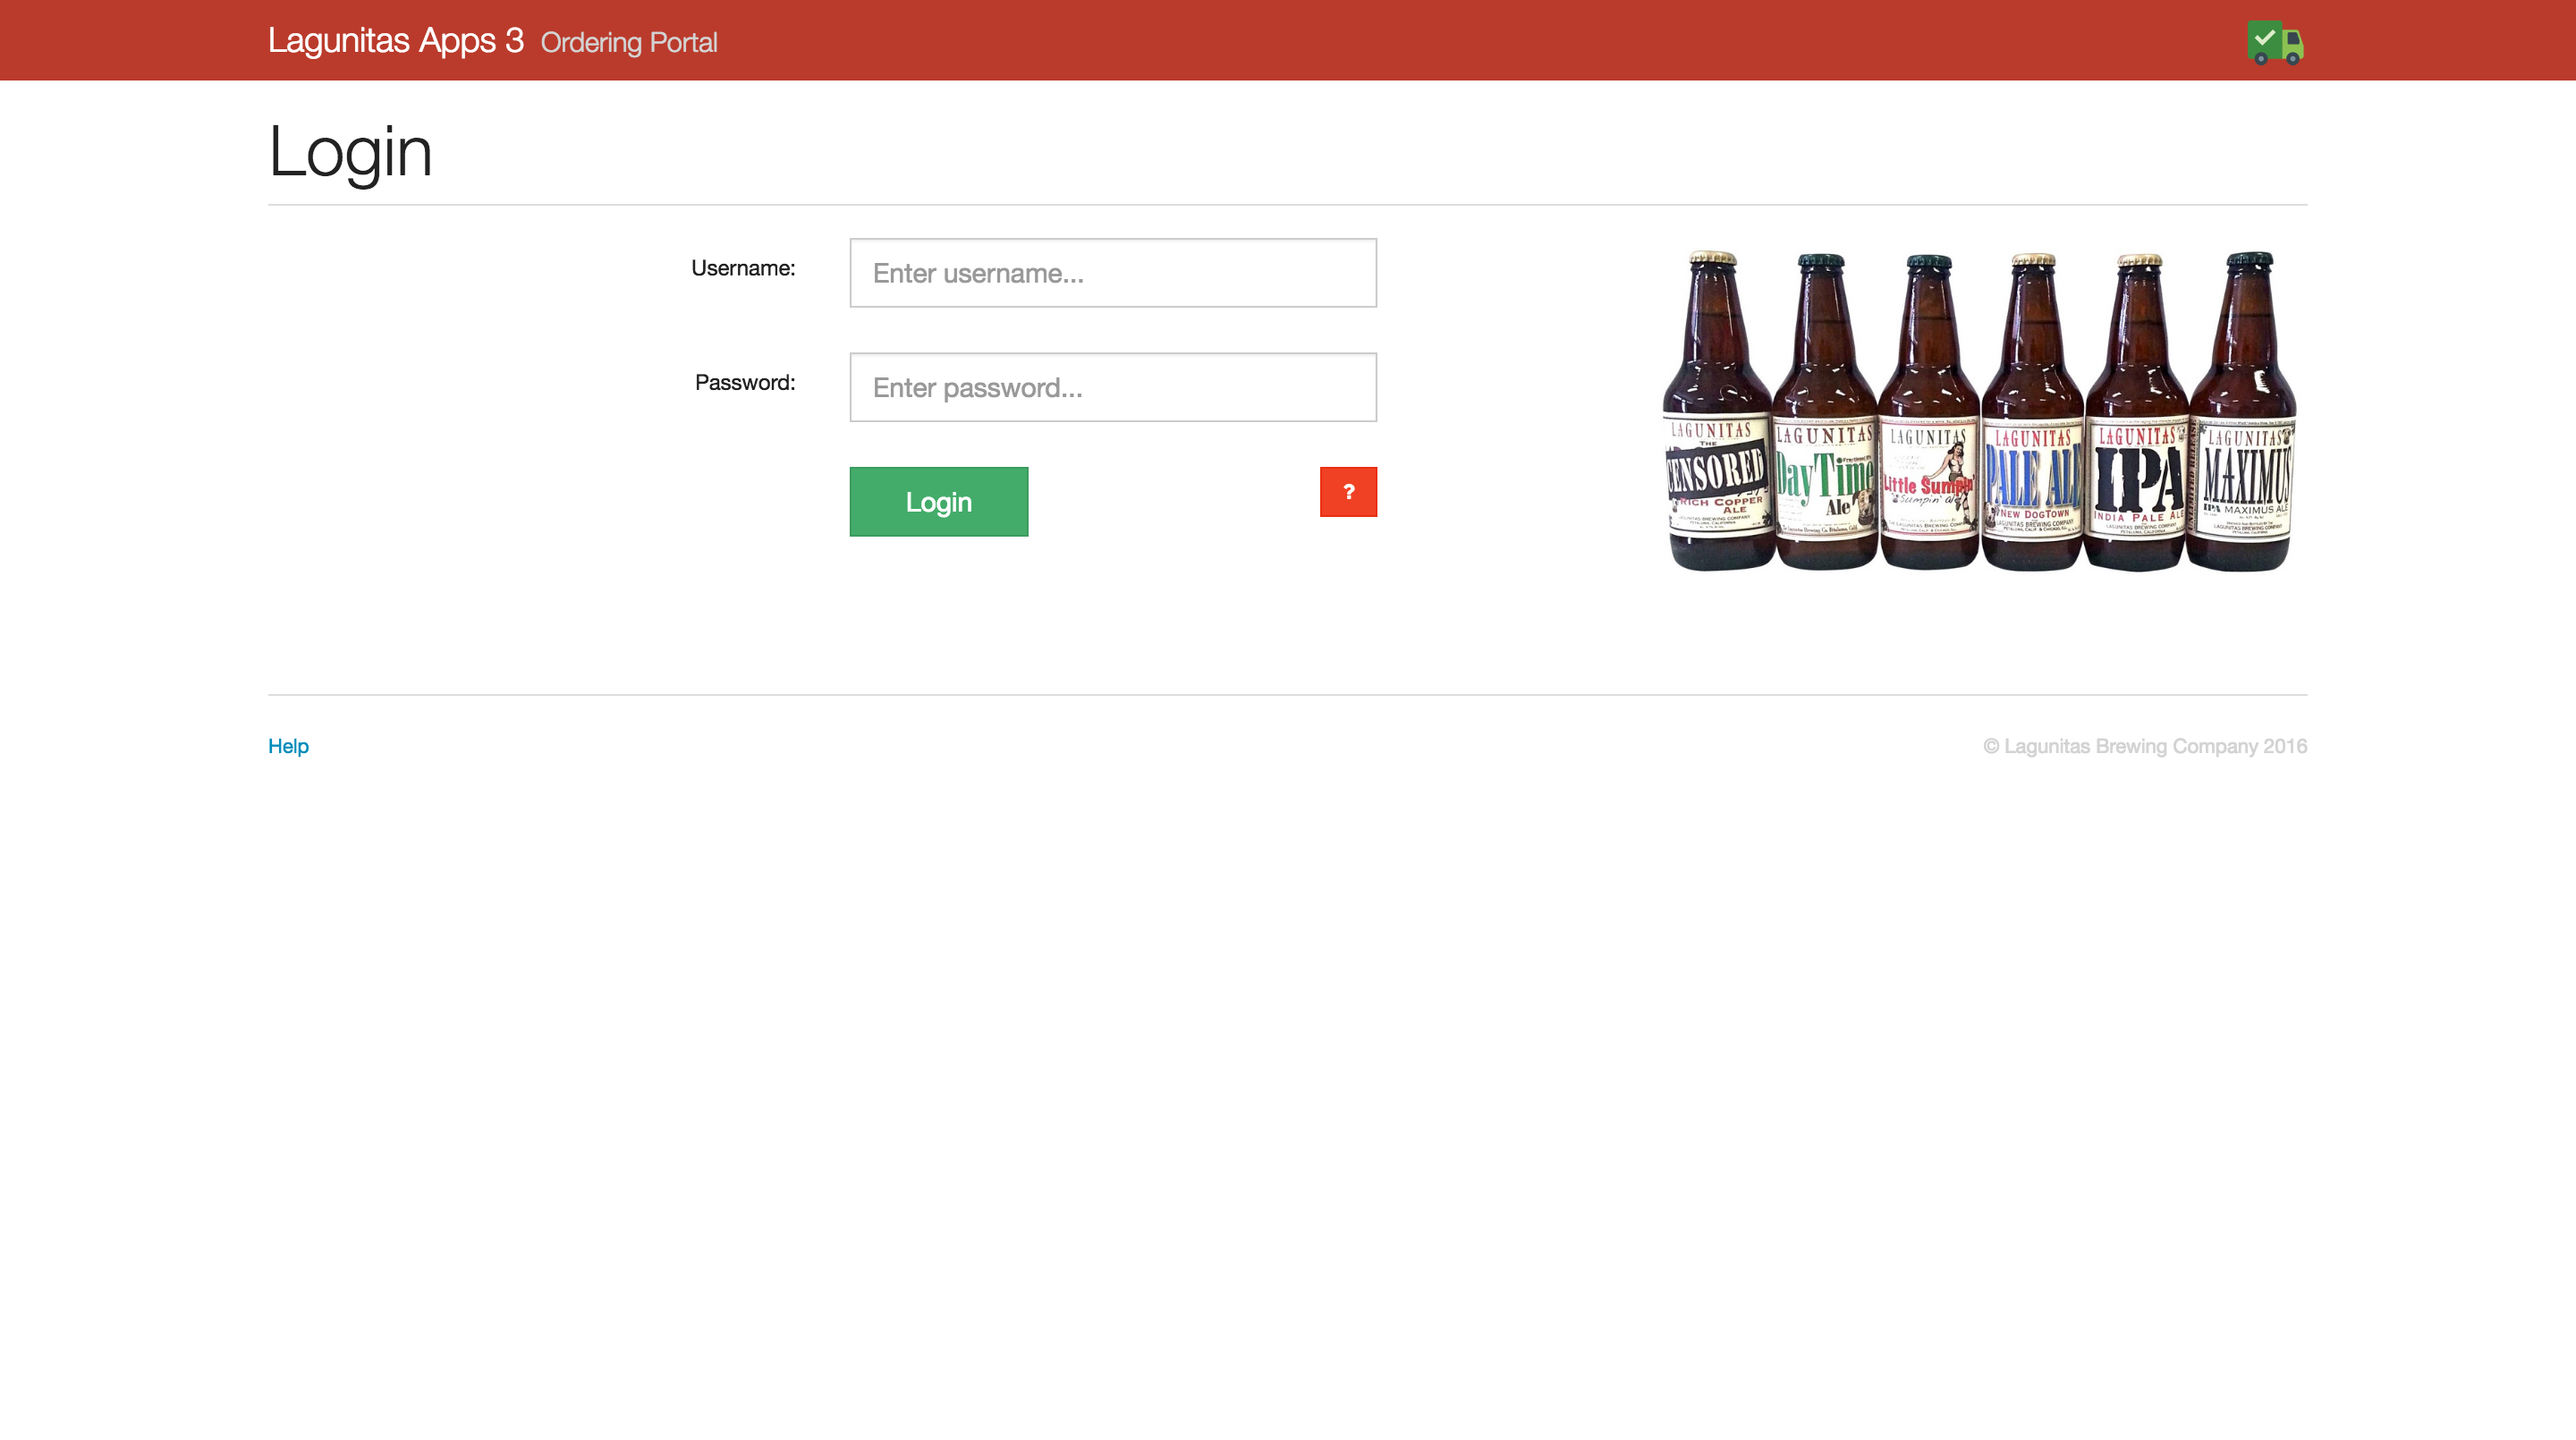 Lagunitas Apps 3 Ordering Portal
Login
Username:
Enter username...
Password:
Enter password...
Login
?
LAGUNITAS
THE
CENSORED
RICH COPPER
ALE
LAGUNITAS
DayTime
Ale
LAGUNITAS
Little Sumpin'
Sumpin' Ale
LAGUNITAS
PALE ALE
NEW DOGTOWN
LAGUNITAS
IPA
INDIA PALE ALE
LAGUNITAS
MAXIMUS
IPA MAXIMUS ALE
Help
© Lagunitas Brewing Company 2016